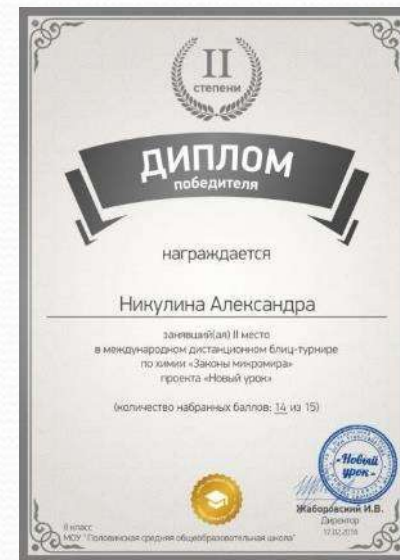 II
степени
ДИПЛОМ
победителя
награждается
Никулина Александра
занявший(ая) II место
в международном дистанционном блиц-турнире
по химии «Законы микромира»
проекта «Новый урок»
(количество набранных баллов: 14 из 15)
«Новый
урок»
Жаборовский И.В.
Директор
II класс
МОУ "Половинская средняя общеобразовательная школа"